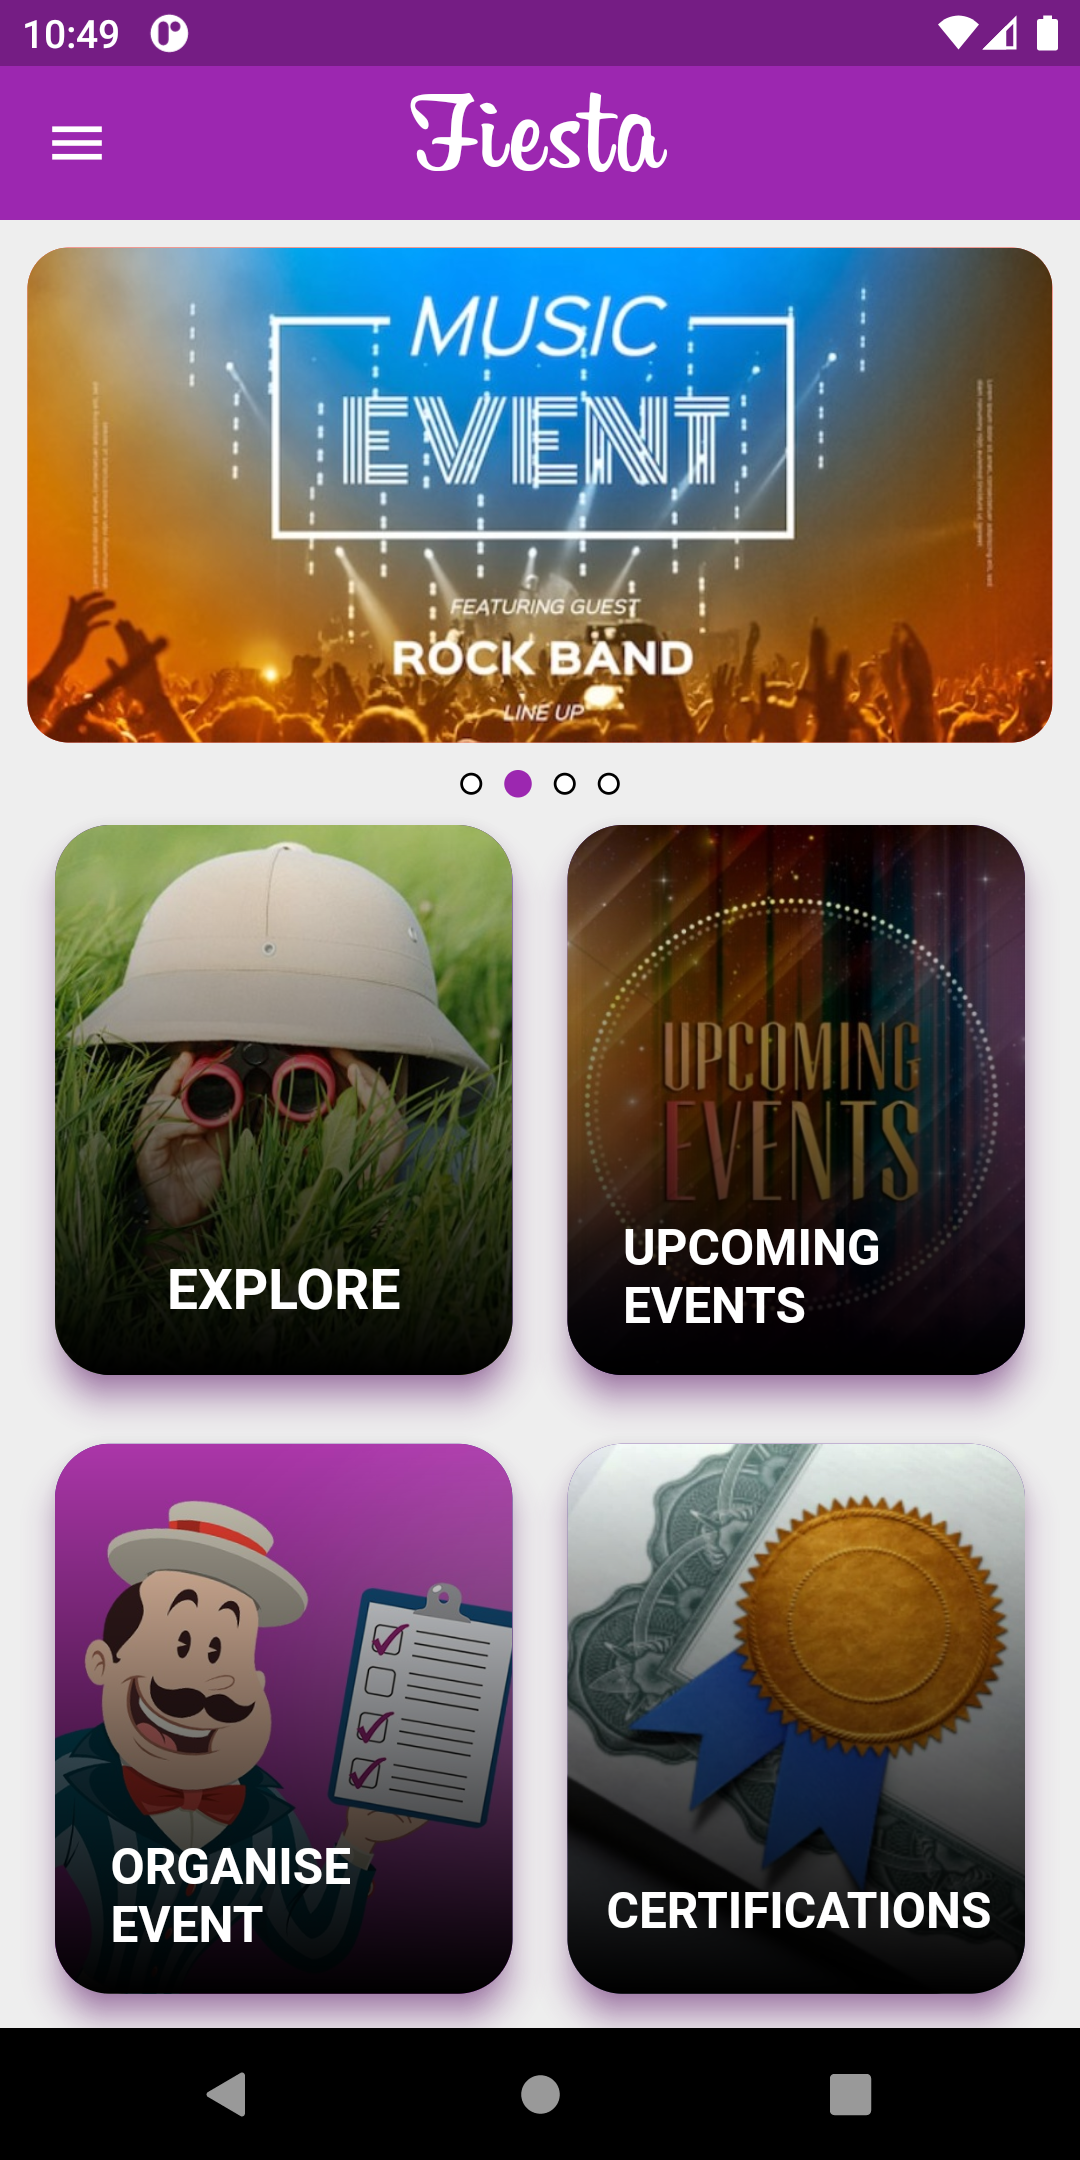 10:49
Fiesta
MUSIC
EVENT
FEATURING GUEST
ROCK BAND
LINE UP
EXPLORE
UPCOMING
EVENTS
UPCOMING
EVENTS
ORGANISE
EVENT
CERTIFICATIONS